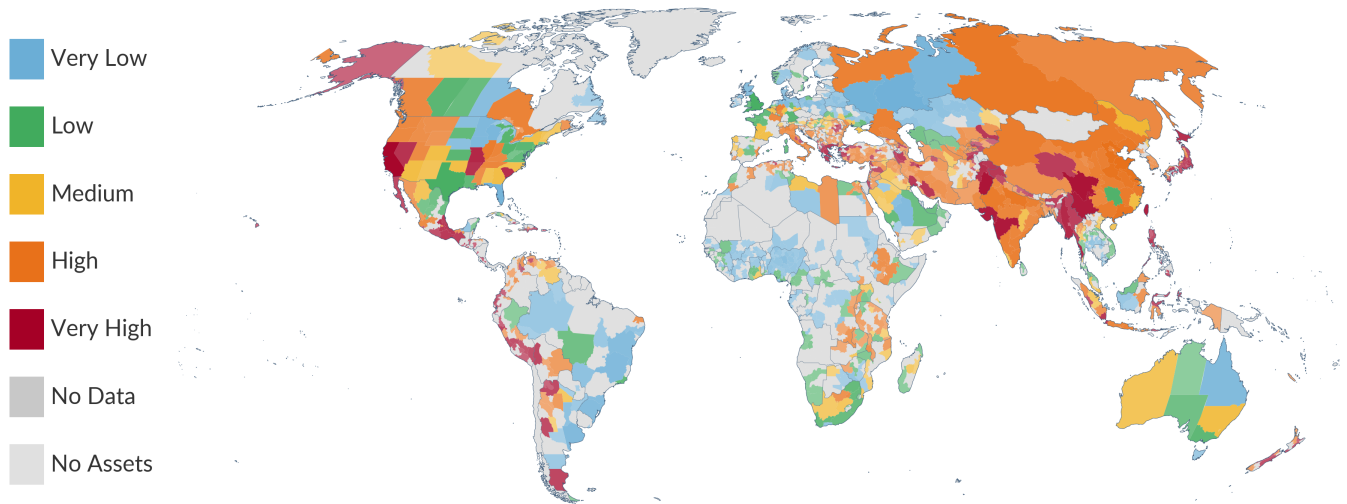 Very Low
Low
Medium
High
Very High
No Data
No Assets